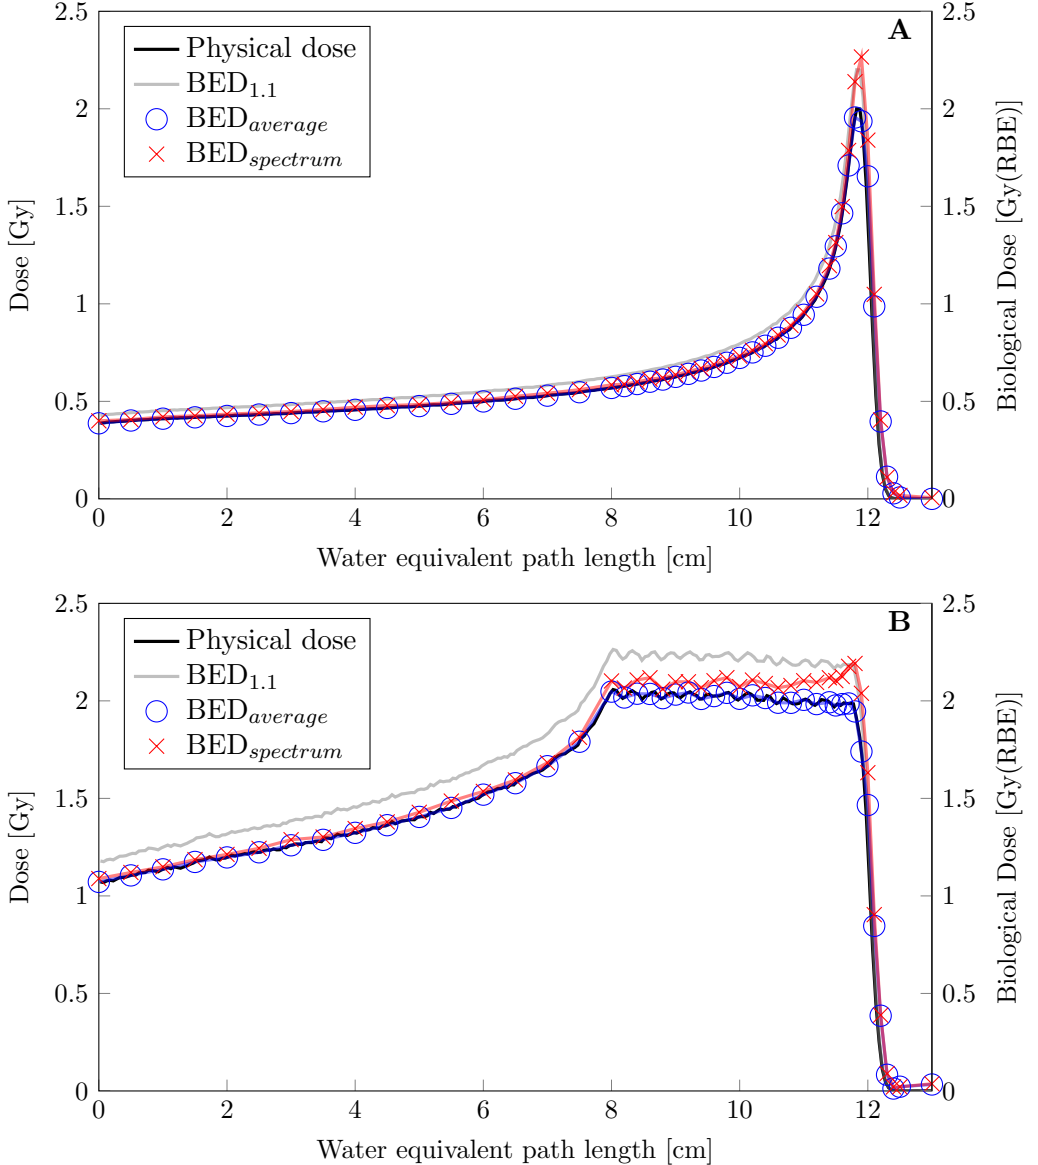 A
Physical dose
BED1.1
BEDaverage
BEDspectrum
2.5
2
1.5
1
0.5
0
Dose [Gy]
2.5
2
1.5
1
0.5
0
Biological Dose [Gy(RBE)]
0 2 4 6 8 10 12
Water equivalent path length [cm]
B
Physical dose
BED1.1
BEDaverage
BEDspectrum
2.5
2
1.5
1
0.5
0
Dose [Gy]
2.5
2
1.5
1
0.5
0
Biological Dose [Gy(RBE)]
0 2 4 6 8 10 12
Water equivalent path length [cm]